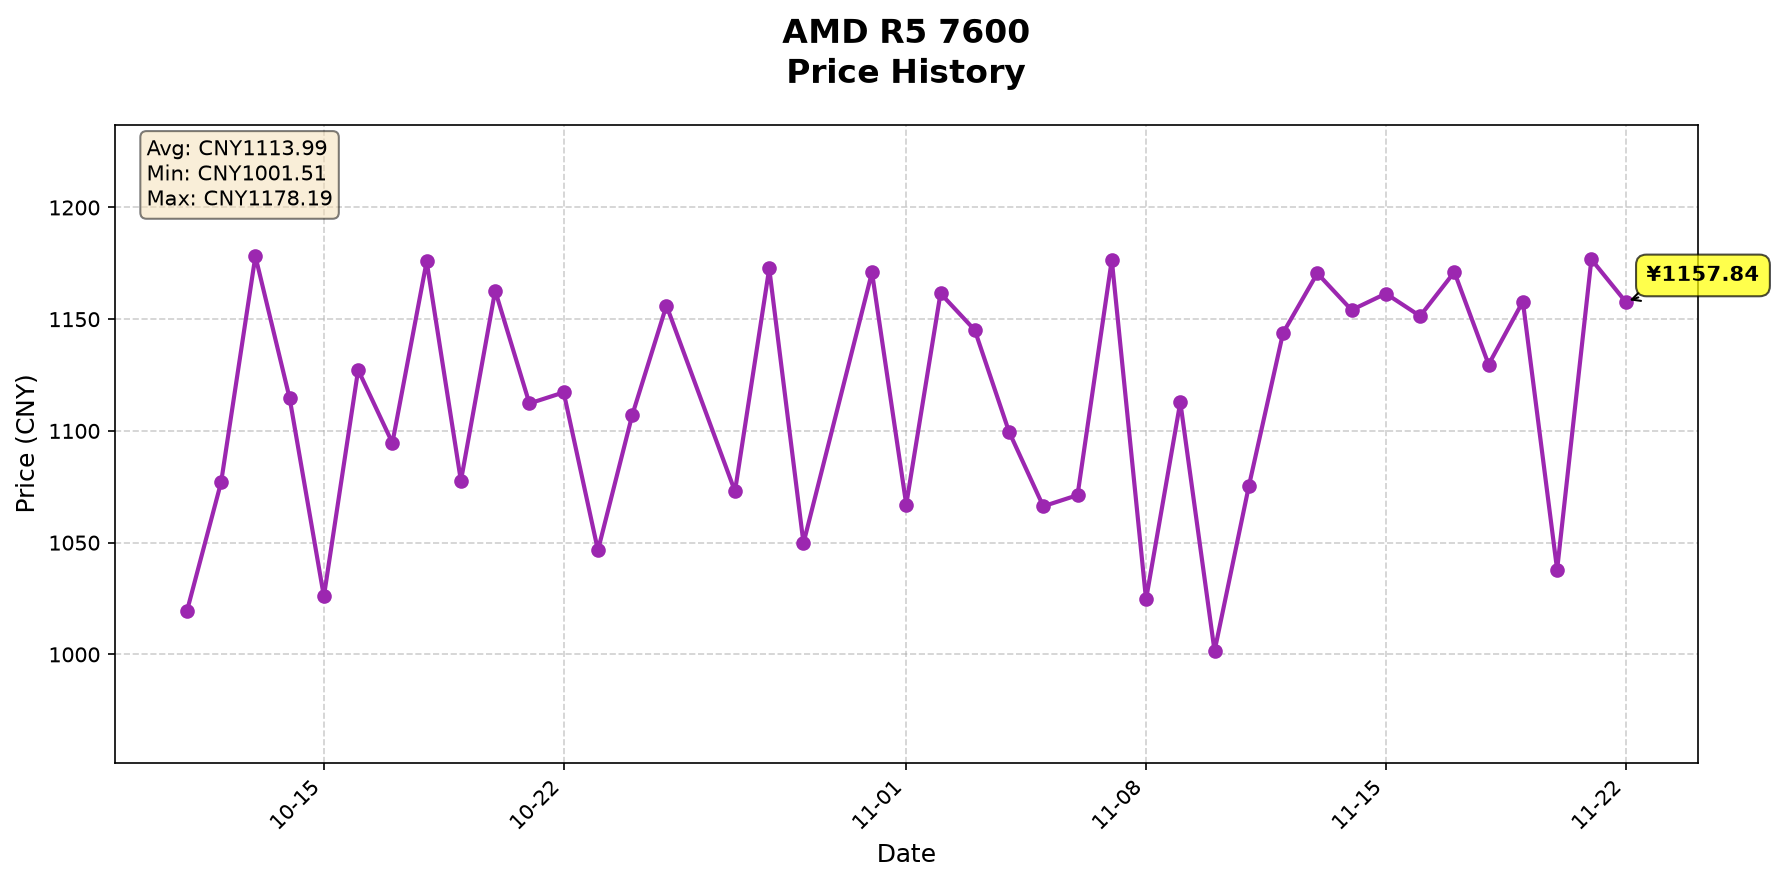 AMD R5 7600
Price History
Avg: CNY1113.99
Min: CNY1001.51
Max: CNY1178.19
¥1157.84
Price (CNY)
1200
1150
1100
1050
1000
10-15
10-22
11-01
11-08
11-15
11-22
Date